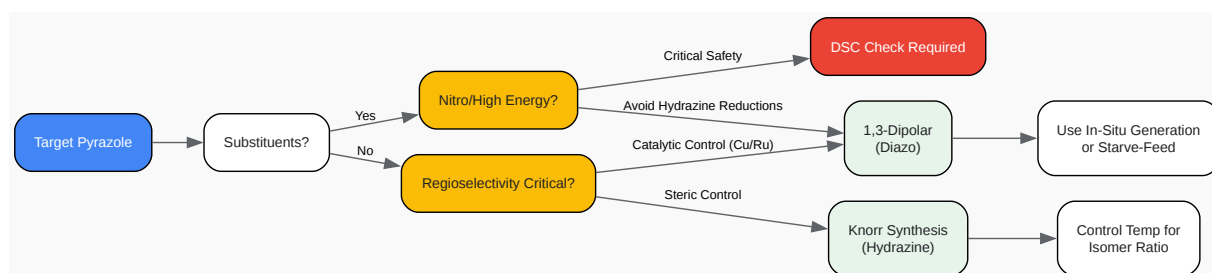 Target Pyrazole
Substituents?
Yes
No
Nitro/High Energy?
Regioselectivity Critical?
Critical Safety
Avoid Hydrazine Reductions
Catalytic Control (Cu/Ru)
Steric Control
DSC Check Required
1,3-Dipolar
(Diazo)
Knorr Synthesis
(Hydrazine)
Use In-Situ Generation
or Starve-Feed
Control Temp for
Isomer Ratio